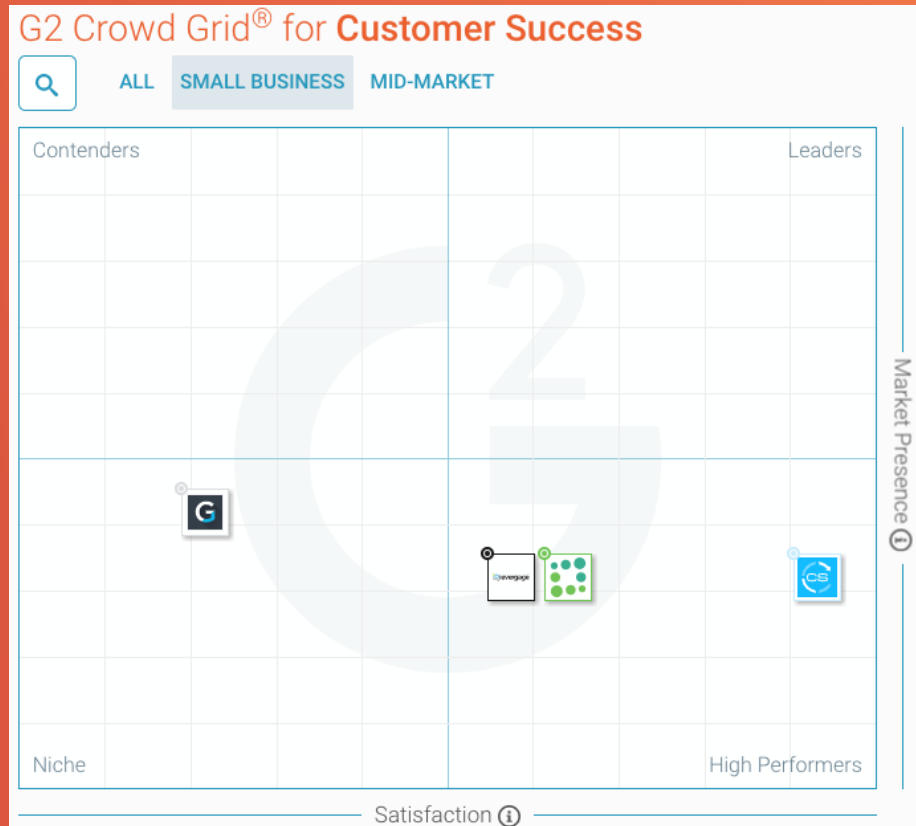 G2 Crowd Grid® for Customer Success
ALL SMALL BUSINESS MID-MARKET
Contenders
Leaders
G2
Market Presence
G
evergage
CS
Niche
High Performers
Satisfaction